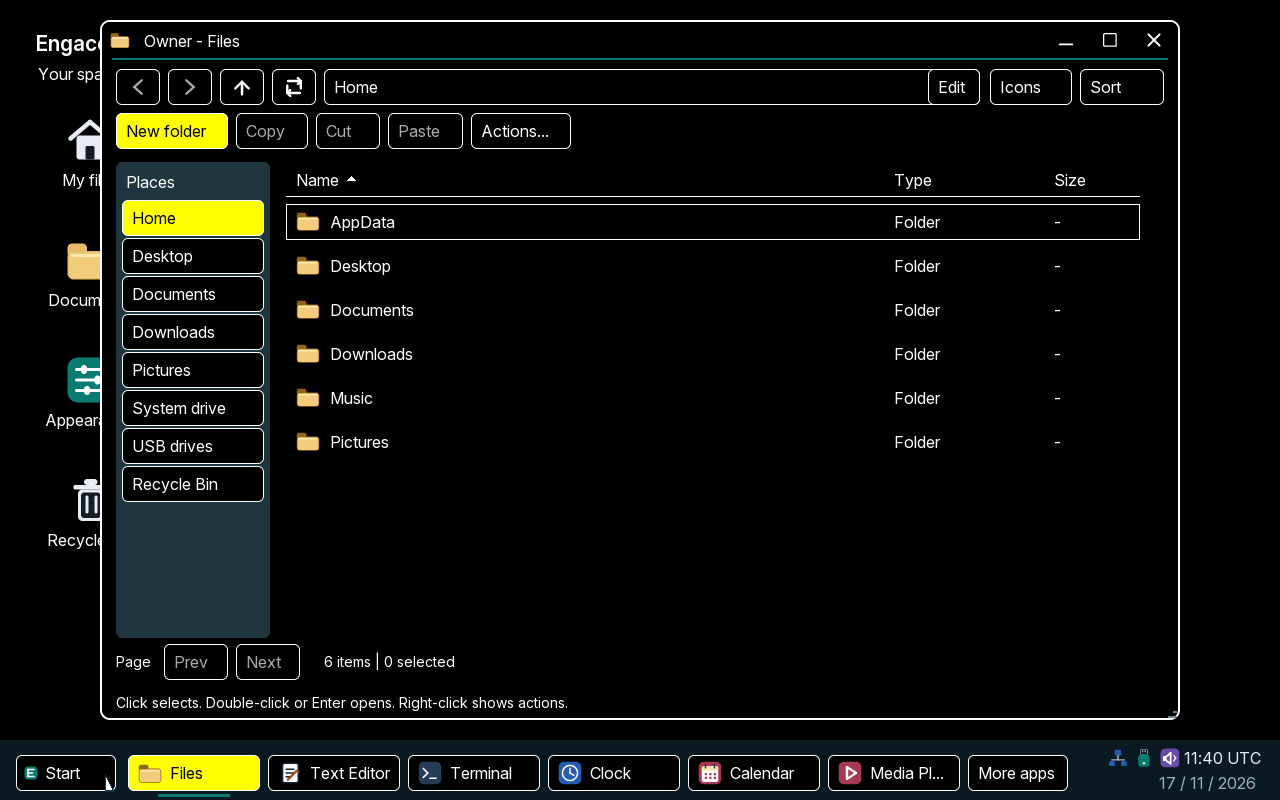 Engac
Your spa
My fil
Docum
Appeara
Recycle
Owner - Files
Home
Edit
Icons
Sort
New folder
Copy
Cut
Paste
Actions...
Places
Home
Desktop
Documents
Downloads
Pictures
System drive
USB drives
Recycle Bin
Name Type Size
AppData Folder -
Desktop Folder -
Documents Folder -
Downloads Folder -
Music Folder -
Pictures Folder -
Page Prev Next 6 items | 0 selected
Click selects. Double-click or Enter opens. Right-click shows actions.
E Start
Files
Text Editor
Terminal
Clock
Calendar
Media Pl...
More apps
11:40 UTC
17 / 11 / 2026